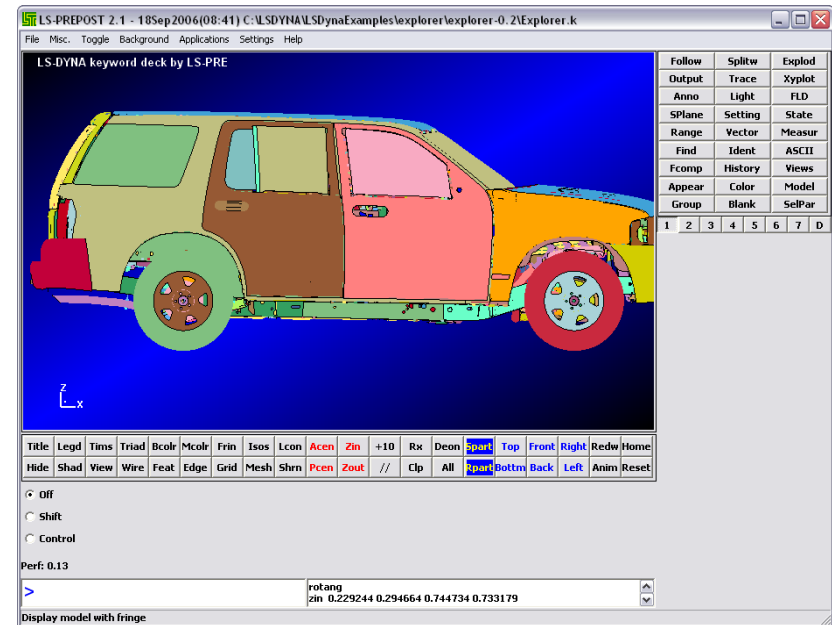 LS-PREPOST 2.1 - 18Sep2006(08:41) C:\LSDYNA\LSDynaExamples\explorer\explorer-0.2\Explorer.k
File Misc. Toggle Background Applications Settings Help
LS-DYNA keyword deck by LS-PRE
Z
X
Follow Splitw Explod
Output Trace Xyplot
Anno Light FLD
SPlane Setting State
Range Vector Measur
Find Ident ASCII
Fcomp History Views
Appear Color Model
Group Blank SelPar
1 2 3 4 5 6 7 D
Title Legd Tims Triad Bcolr Mcolr Frin Isos Lcon Acen Zin +10 Rx Deon Spart Top Front Right Redw Home
Hide Shad View Wire Feat Edge Grid Mesh Shrn Pcen Zout // Clp All Rpart Bottm Back Left Anim Reset
Off
Shift
Control
Perf: 0.13
>
rotang
zin 0.229244 0.294664 0.744734 0.733179
Display model with fringe